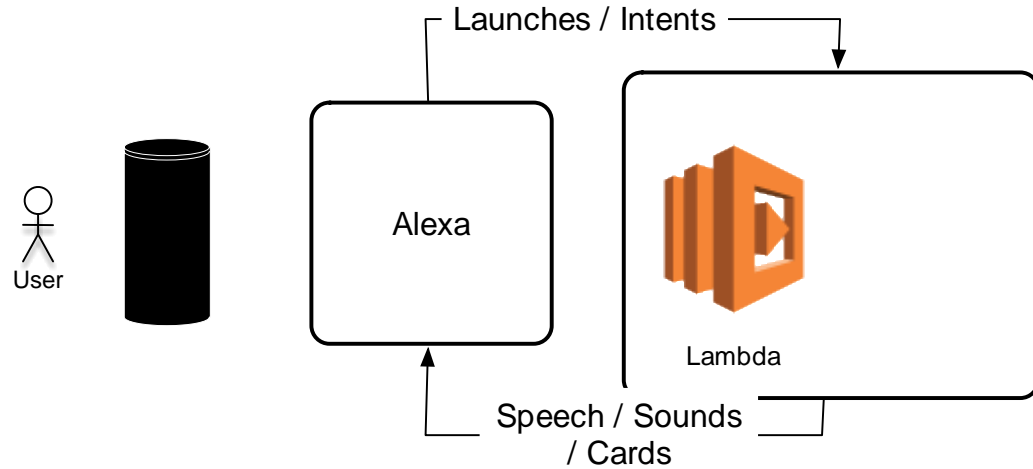 Launches / Intents
Alexa
User
Lambda
Speech / Sounds
/ Cards